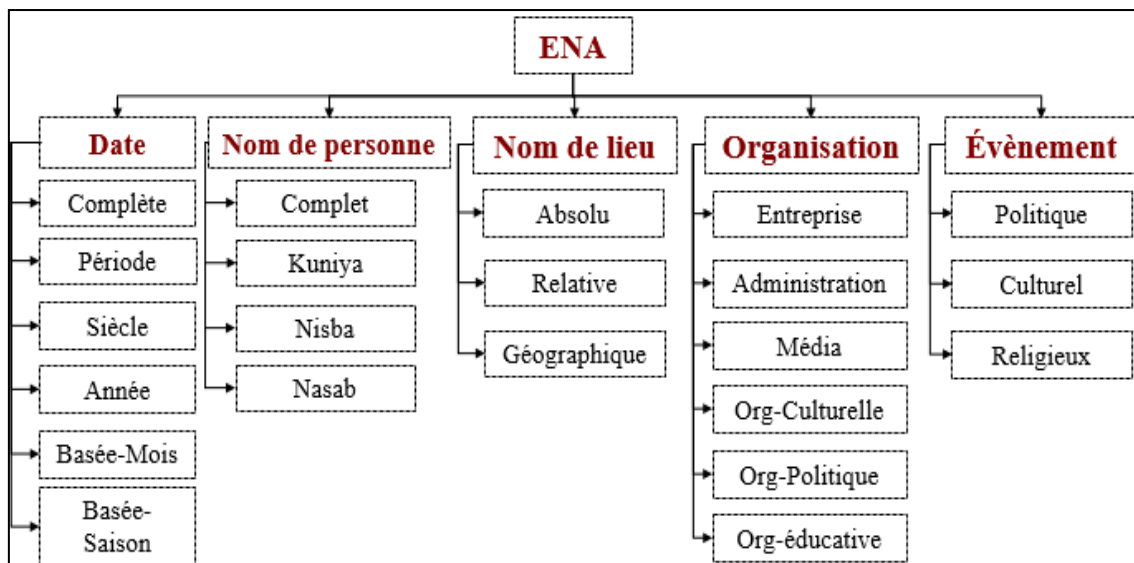 ENA
Date
Complète
Période
Siècle
Année
Basée-Mois
Basée-
Saison
Nom de personne
Complet
Kuniya
Nisba
Nasab
Nom de lieu
Absolu
Relative
Géographique
Organisation
Entreprise
Administration
Média
Org-Culturelle
Org-Politique
Org-éducative
Évènement
Politique
Culturel
Religieux